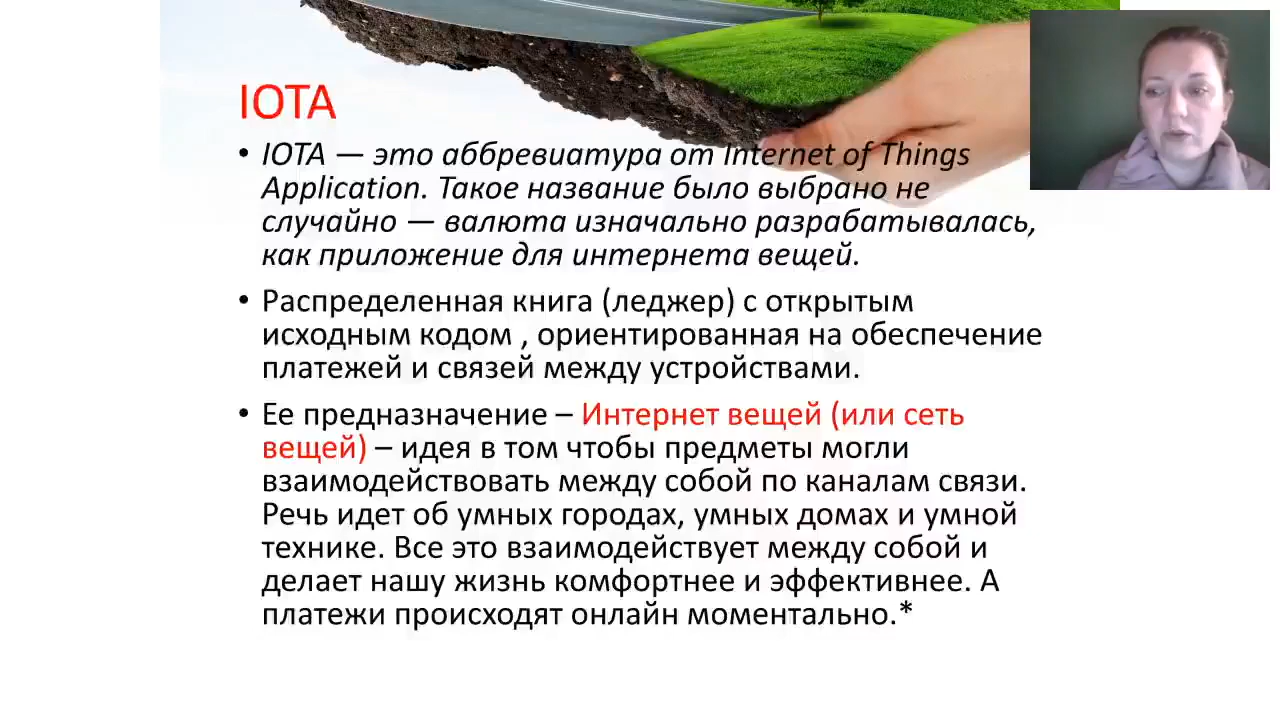 IOTA
• IOTA — это аббревиатура от Internet of Things
Application. Такое название было выбрано не
случайно — валюта изначально разрабатывалась,
как приложение для интернета вещей.
• Распределенная книга (леджер) с открытым
исходным кодом , ориентированная на обеспечение
платежей и связей между устройствами.
• Ее предназначение – Интернет вещей (или сеть
вещей) – идея в том чтобы предметы могли
взаимодействовать между собой по каналам связи.
Речь идет об умных городах, умных домах и умной
технике. Все это взаимодействует между собой и
делает нашу жизнь комфортнее и эффективнее. А
платежи происходят онлайн моментально.*